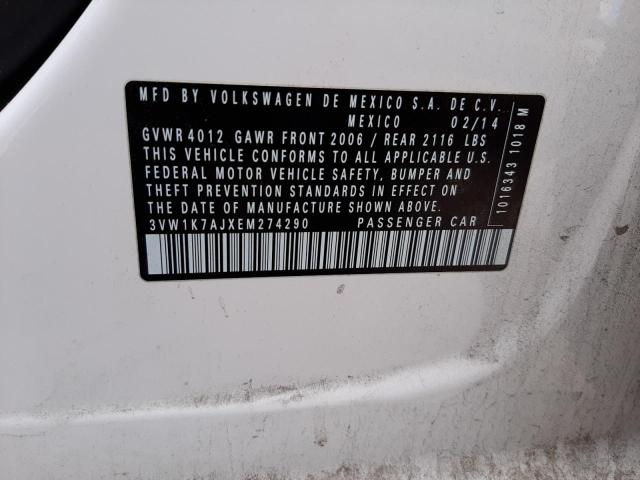 MFD BY VOLKSWAGEN DE MEXICO S.A. DE C.V.
MEXICO 02/14
GVWR 4012 GAWR FRONT 2006 / REAR 2116 LBS
THIS VEHICLE CONFORMS TO ALL APPLICABLE U.S.
FEDERAL MOTOR VEHICLE SAFETY, BUMPER AND
THEFT PREVENTION STANDARDS IN EFFECT ON
THE DATE OF MANUFACTURE SHOWN ABOVE.
3VW1K7AJXEM274290 PASSENGER CAR
1016343 1018 M